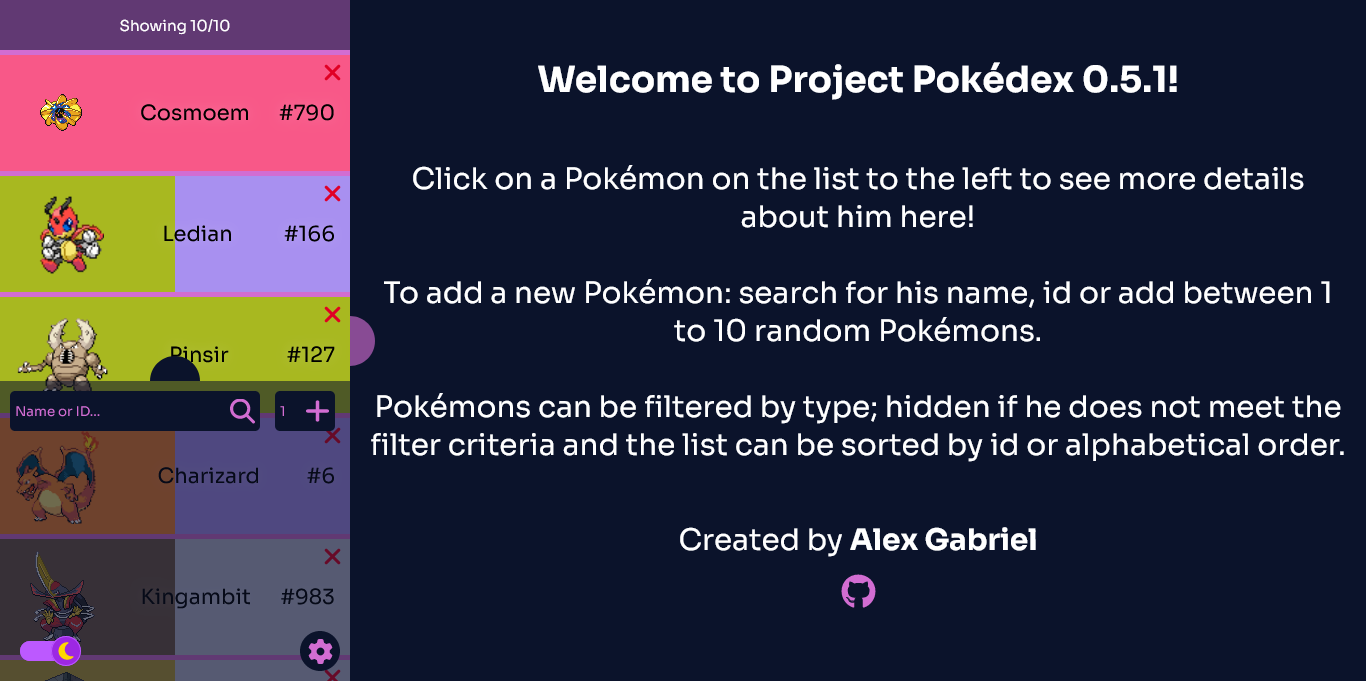 Showing 10/10
Cosmoem #790
Ledian #166
Pinsir #127
Name or ID... 1
Charizard #6
Kingambit #983
Welcome to Project Pokédex 0.5.1!
Click on a Pokémon on the list to the left to see more details
about him here!
To add a new Pokémon: search for his name, id or add between 1
to 10 random Pokémons.
Pokémons can be filtered by type; hidden if he does not meet the
filter criteria and the list can be sorted by id or alphabetical order.
Created by Alex Gabriel